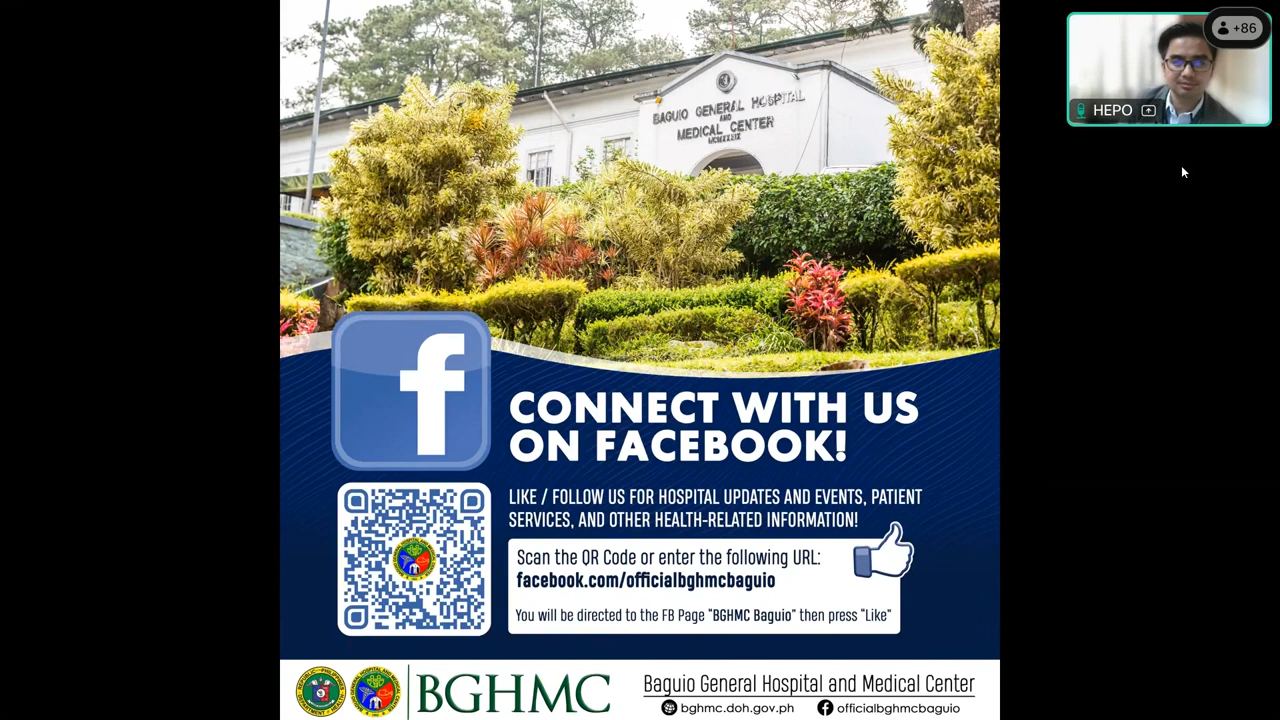 +86
HEPO
BAGUIO GENERAL HOSPITAL
AND
MEDICAL CENTER
MCMXXXIX
CONNECT WITH US
ON FACEBOOK!
LIKE / FOLLOW US FOR HOSPITAL UPDATES AND EVENTS, PATIENT
SERVICES, AND OTHER HEALTH-RELATED INFORMATION!
Scan the QR Code or enter the following URL:
facebook.com/officialbghmcbaguio
You will be directed to the FB Page "BGHMC Baguio" then press "Like"
BGHMC
Baguio General Hospital and Medical Center
bghmc.doh.gov.ph officialbghmcbaguio